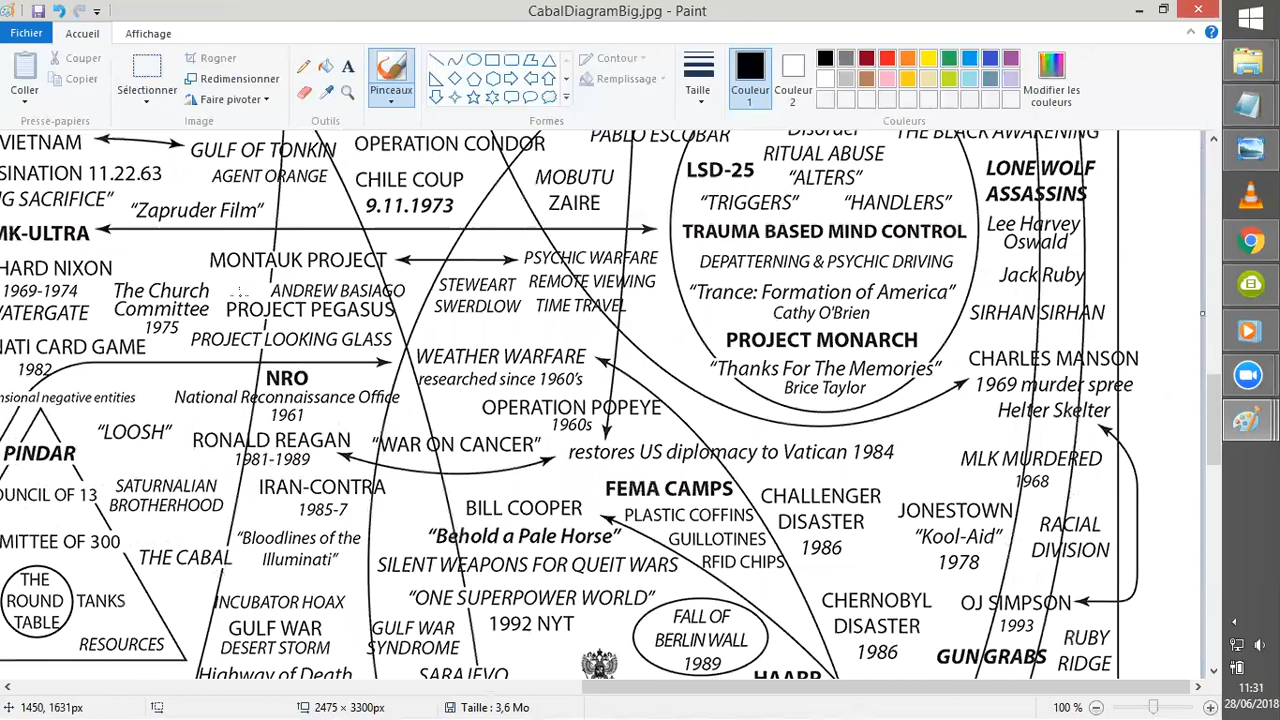 CabalDiagramBig.jpg - Paint
Fichier
Accueil
Affichage
Coller
Couper
Copier
Presse-papiers
Sélectionner
Rogner
Redimensionner
Faire pivoter
Image
A
Outils
Pinceaux
Contour
Remplissage
Formes
Taille
Couleur
1
Couleur
2
Modifier les
couleurs
Couleurs
VIETNAM
GULF OF TONKIN
AGENT ORANGE
SINATION 11.22.63
G SACRIFICE”
“Zapruder Film”
OPERATION CONDOR
CHILE COUP
9.11.1973
MOBUTU
ZAIRE
PABLO ESCOBAR
Disorder
THE BLACK AWAKENING
LSD-25
RITUAL ABUSE
“ALTERS”
“TRIGGERS”
“HANDLERS”
TRAUMA BASED MIND CONTROL
DEPATTERNING & PSYCHIC DRIVING
“Trance: Formation of America”
Cathy O'Brien
PROJECT MONARCH
“Thanks For The Memories”
Brice Taylor
LONE WOLF
ASSASSINS
Lee Harvey
Oswald
Jack Ruby
SIRHAN SIRHAN
CHARLES MANSON
1969 murder spree
Helter Skelter
MK-ULTRA
HARD NIXON
1969-1974
WATERGATE
The Church
Committee
1975
MONTAUK PROJECT
ANDREW BASIAGO
PROJECT PEGASUS
PROJECT LOOKING GLASS
STEWEART
SWERDLOW
PSYCHIC WARFARE
REMOTE VIEWING
TIME TRAVEL
NATI CARD GAME
1982
nsional negative entities
WEATHER WARFARE
researched since 1960’s
NRO
National Reconnaissance Office
1961
OPERATION POPEYE
1960s
“LOOSH”
RONALD REAGAN
1981-1989
“WAR ON CANCER”
restores US diplomacy to Vatican 1984
PINDAR
COUNCIL OF 13
MMITTEE OF 300
THE
ROUND
TABLE
TANKS
RESOURCES
SATURNALIAN
BROTHERHOOD
THE CABAL
IRAN-CONTRA
1985-7
“Bloodlines of the
Illuminati”
INCUBATOR HOAX
GULF WAR
DESERT STORM
Highway of Death
GULF WAR
SYNDROME
SARAJEVO
BILL COOPER
“Behold a Pale Horse”
SILENT WEAPONS FOR QUEIT WARS
“ONE SUPERPOWER WORLD”
1992 NYT
FEMA CAMPS
PLASTIC COFFINS
GUILLOTINES
RFID CHIPS
CHALLENGER
DISASTER
1986
FALL OF
BERLIN WALL
1989
HAARP
CHERNOBYL
DISASTER
1986
MLK MURDERED
1968
JONESTOWN
“Kool-Aid”
1978
RACIAL
DIVISION
OJ SIMPSON
1993
GUN GRABS
RUBY
RIDGE
1450, 1631px
2475 × 3300px
Taille : 3,6 Mo
100 %
11:31
28/06/2018